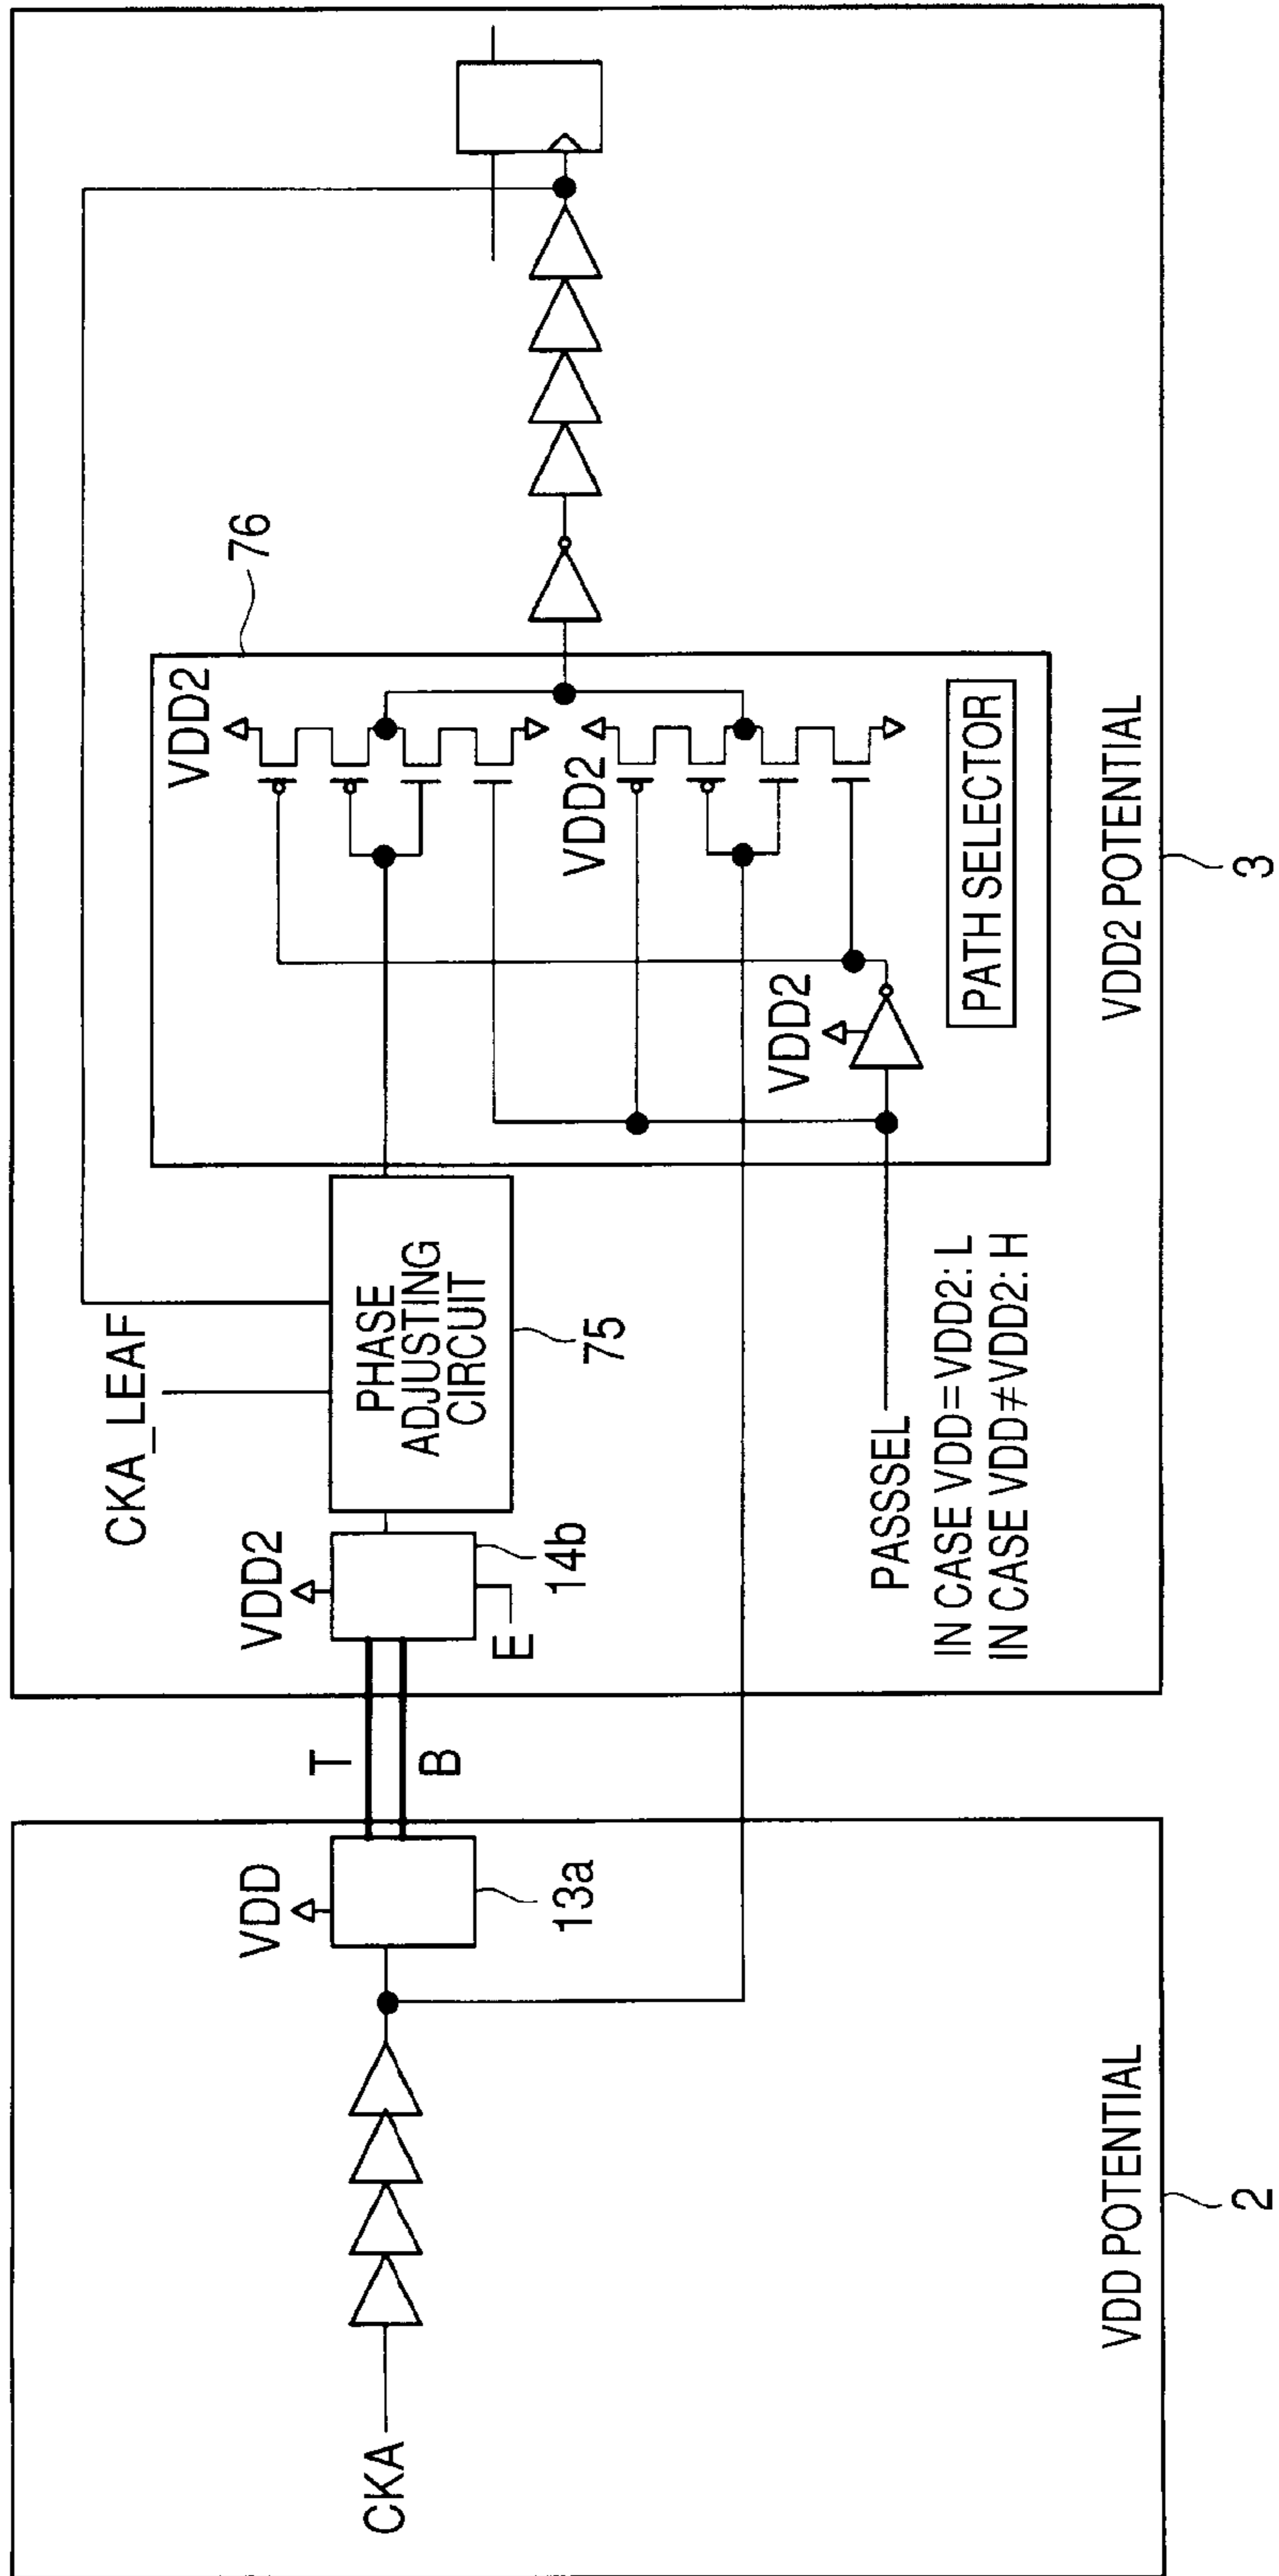 CKA
VDD
13a
T
B
VDD POTENTIAL
2
VDD2
14b
E
CKA_LEAF
PHASE
ADJUSTING
CIRCUIT
75
PASSSEL
IN CASE VDD=VDD2: L
IN CASE VDD≠VDD2: H
76
VDD2
VDD2
VDD2
PATH SELECTOR
VDD2 POTENTIAL
3